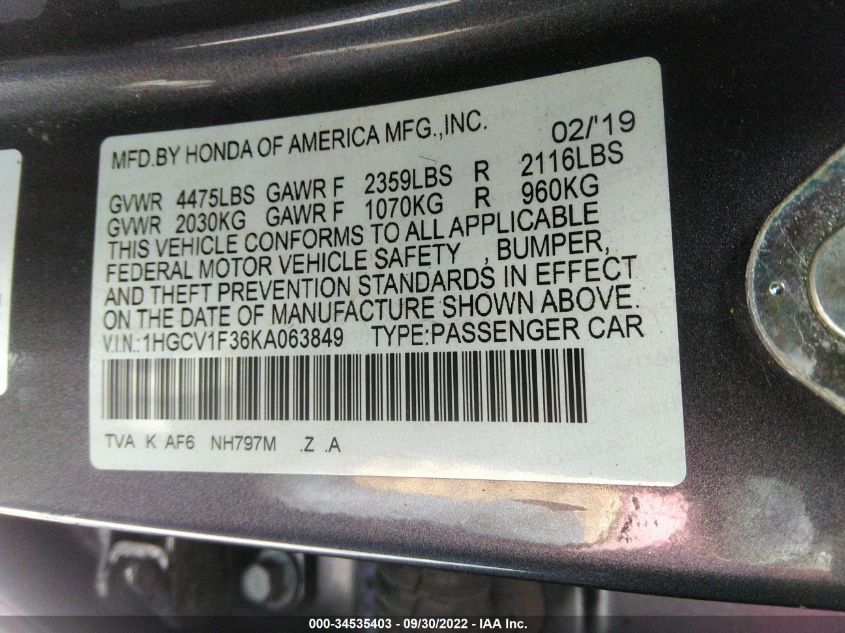 MFD.BY HONDA OF AMERICA MFG.,INC. 02/'19
GVWR 4475LBS GAWR F 2359LBS R 2116LBS
GVWR 2030KG GAWR F 1070KG R 960KG
THIS VEHICLE CONFORMS TO ALL APPLICABLE
FEDERAL MOTOR VEHICLE SAFETY , BUMPER,
AND THEFT PREVENTION STANDARDS IN EFFECT
ON THE DATE OF MANUFACTURE SHOWN ABOVE.
V.I.N.:1HGCV1F36KA063849 TYPE:PASSENGER CAR
TVA K AF6 NH797M .Z .A
000-34535403 — 09/30/2022 — IAA Inc.